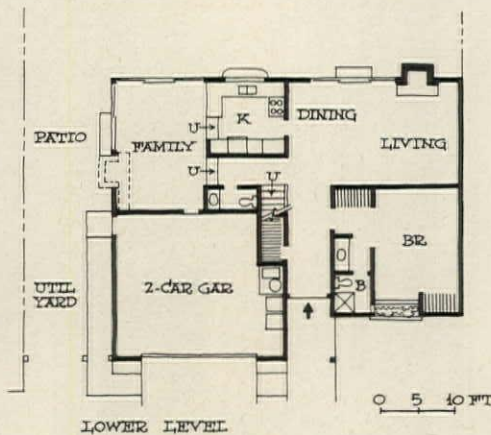 PATIO
FAMILY
U
K
U
DINING
LIVING
U
BR
B
2-CAR GAR
UTIL
YARD
0 5 10 FT
LOWER LEVEL